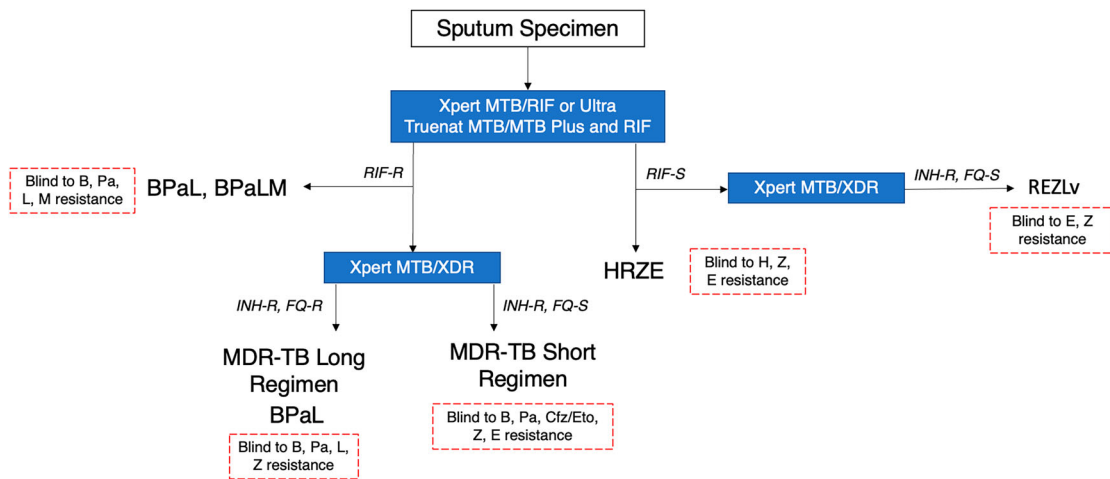 Sputum Specimen
Xpert MTB/RIF or Ultra
Truenat MTB/MTB Plus and RIF
Blind to B, Pa,
L, M resistance
BPaL, BPaLM
RIF-R
RIF-S
Xpert MTB/XDR
INH-R, FQ-S
REZLv
Blind to E, Z
resistance
Xpert MTB/XDR
HRZE
Blind to H, Z,
E resistance
INH-R, FQ-R
INH-R, FQ-S
MDR-TB Long
Regimen
BPaL
Blind to B, Pa, L,
Z resistance
MDR-TB Short
Regimen
Blind to B, Pa, Cfz/Eto,
Z, E resistance